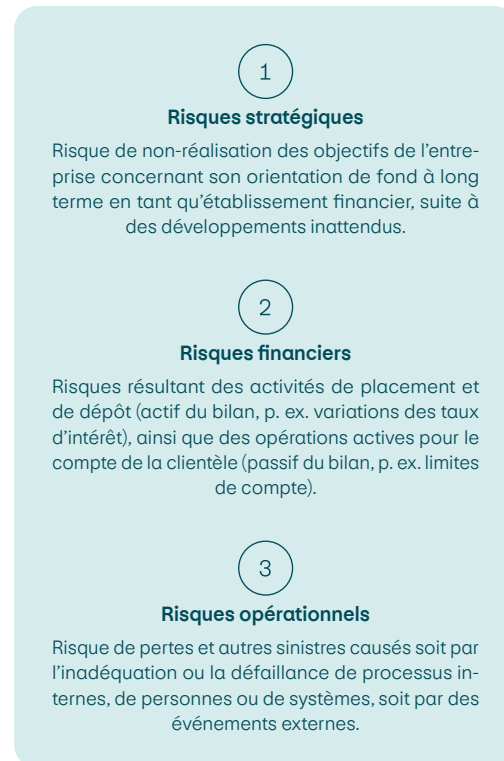 1
Risques stratégiques
Risque de non-réalisation des objectifs de l'entre-
prise concernant son orientation de fond à long
terme en tant qu'établissement financier, suite à
des développements inattendus.
2
Risques financiers
Risques résultant des activités de placement et
de dépôt (actif du bilan, p. ex. variations des taux
d'intérêt), ainsi que des opérations actives pour le
compte de la clientèle (passif du bilan, p. ex. limites
de compte).
3
Risques opérationnels
Risque de pertes et autres sinistres causés soit par
l'inadéquation ou la défaillance de processus in-
ternes, de personnes ou de systèmes, soit par des
événements externes.